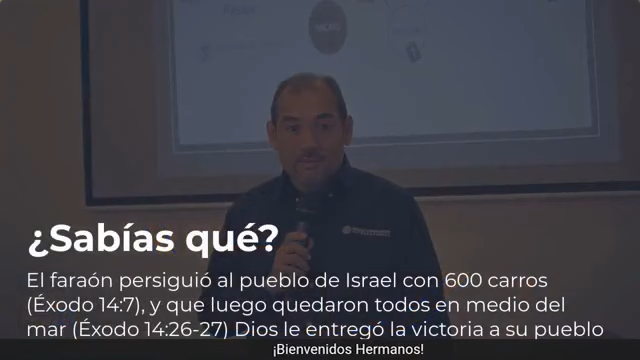 ¿Sabías qué?
El faraón persiguió al pueblo de Israel con 600 carros
(Éxodo 14:7), y que luego quedaron todos en medio del
mar (Éxodo 14:26-27) Dios le entregó la victoria a su pueblo
¡Bienvenidos Hermanos!